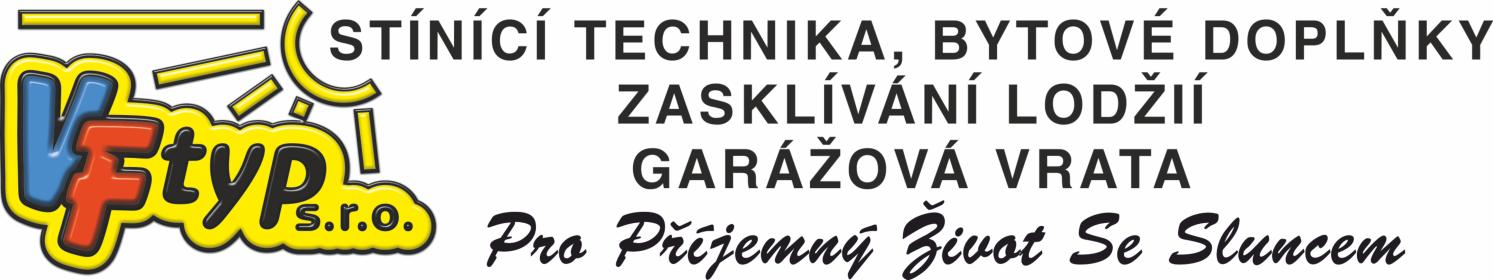 VFtyp s.r.o.
STÍNÍCÍ TECHNIKA, BYTOVÉ DOPLŇKY
ZASKLÍVÁNÍ LODŽIÍ
GARÁŽOVÁ VRATA
Pro Příjemný Život Se Sluncem